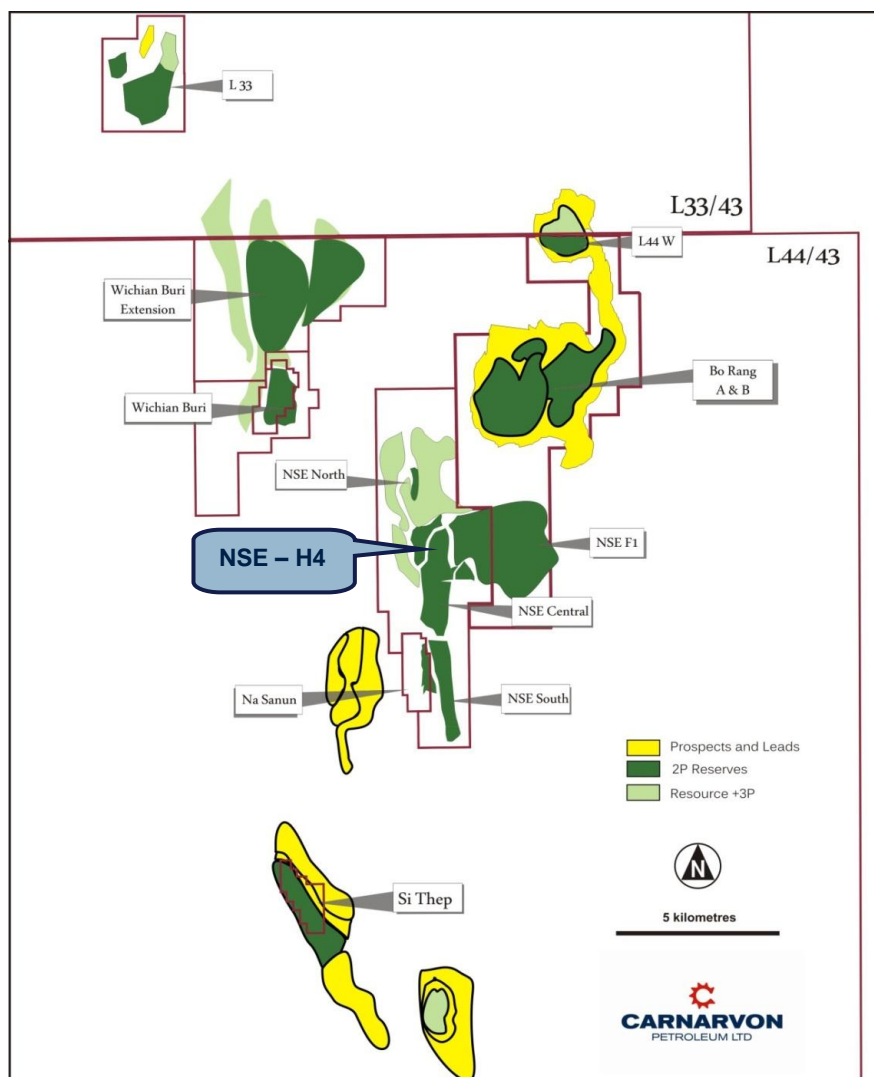 L 33
L33/43
L44 W
L44/43
Wichian Buri
Extension
Bo Rang
A & B
Wichian Buri
NSE North
NSE – H4
NSE F1
NSE Central
Na Sanun
NSE South
Prospects and Leads
2P Reserves
Resource +3P
N
Si Thep
5 kilometres
CARNARVON
PETROLEUM LTD